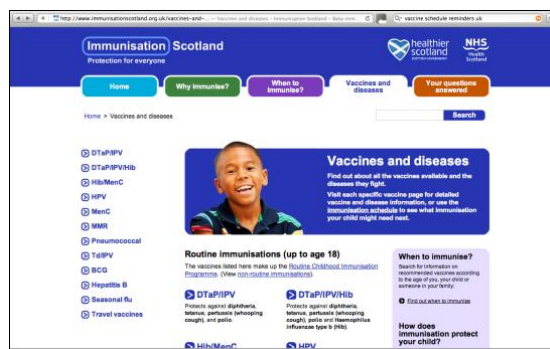 http://www.immunisationscotland.org.uk/vaccines-and-... — Vaccines and diseases - Immunisation Scotland - Baby imm...
vaccine schedule reminders uk
Immunisation Scotland
Protection for everyone
healthier scotland
SCOTTISH GOVERNMENT
NHS
Health Scotland
Home
Why immunise?
When to immunise?
Vaccines and diseases
Your questions answered
Home > Vaccines and diseases
Search
DTaP/IPV
DTaP/IPV/Hib
Hib/MenC
HPV
MenC
MMR
Pneumococcal
Td/IPV
BCG
Hepatitis B
Seasonal flu
Travel vaccines
Vaccines and diseases
Find out about all the vaccines available and the
diseases they fight.
Visit each specific vaccine page for detailed
vaccine and disease information, or use the
immunisation schedule to see what immunisation
your child might need next.
Routine immunisations (up to age 18)
The vaccines listed here make up the Routine Childhood Immunisation
Programme. (View non-routine immunisations).
DTaP/IPV
Protects against diphtheria,
tetanus, pertussis (whooping
cough), and polio.
DTaP/IPV/Hib
Protects against diphtheria,
tetanus, pertussis (whooping
cough), polio and Haemophilus
influenzae type b (Hib).
Hib/MenC
HPV
When to immunise?
Search for information on
recommended vaccines according
to the age of you, your child or
someone in your family:
Find out when to immunise
How does
immunisation protect
your child?